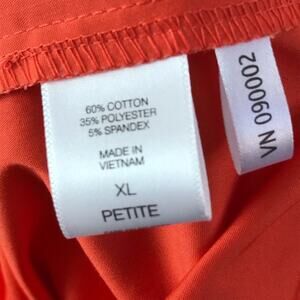 60% COTTON
35% POLYESTER
5% SPANDEX
MADE IN
VIETNAM
XL
PETITE
VN 090002